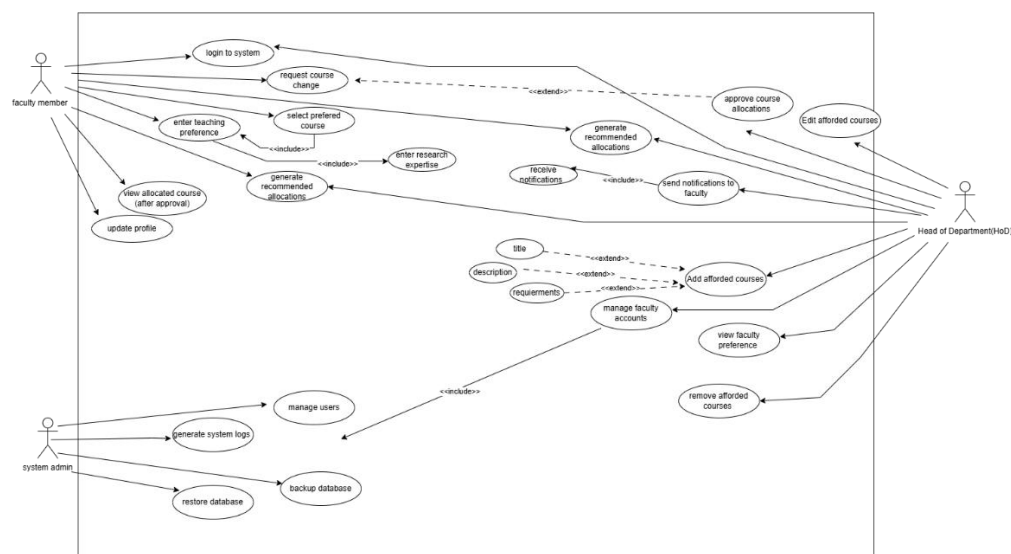 login to system
faculty member
request course
change
<<extend>>
approve course
allocations
Edit afforded courses
enter teaching
preference
select prefered
course
<<include>>
generate
recommended
allocations
<<include>>
enter research
expertise
generate
recommended
allocations
receive
notifications
<<include>>
send notifications to
faculty
view allocated course
(after approval)
update profile
Head of Department(HoD)
title
<<extend>>
description
<<extend>>
Add afforded courses
requierments
<<extend>>
manage faculty
accounts
view faculty
preference
<<include>>
remove afforded
courses
manage users
generate system logs
system admin
backup database
restore database